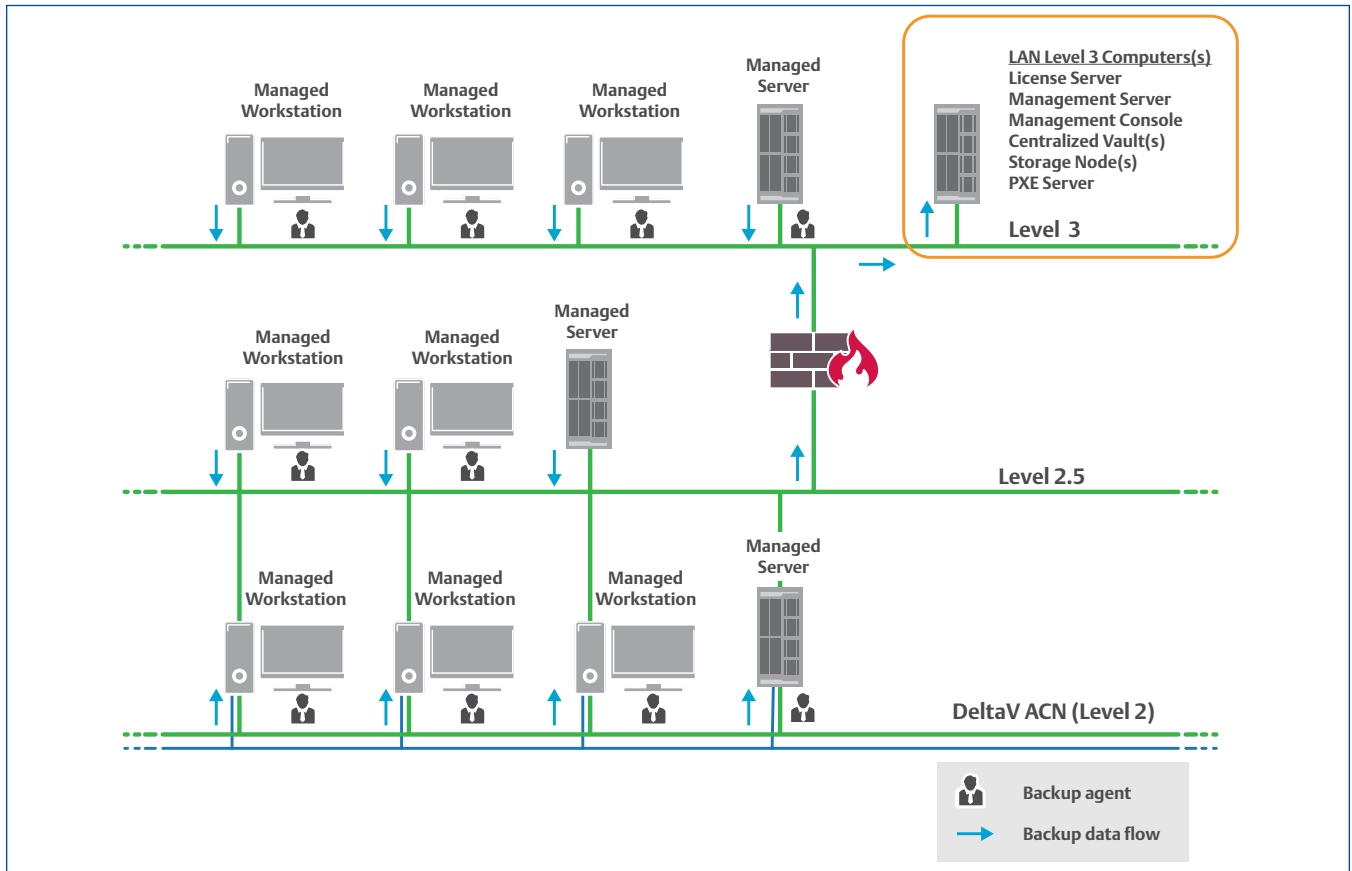 LAN Level 3 Computers(s)
License Server
Management Server
Management Console
Centralized Vault(s)
Storage Node(s)
PXE Server
Managed
Workstation
Managed
Workstation
Managed
Workstation
Managed
Server
Level 3
Managed
Workstation
Managed
Workstation
Managed
Server
Level 2.5
Managed
Workstation
Managed
Workstation
Managed
Workstation
Managed
Server
DeltaV ACN (Level 2)
Backup agent
Backup data flow